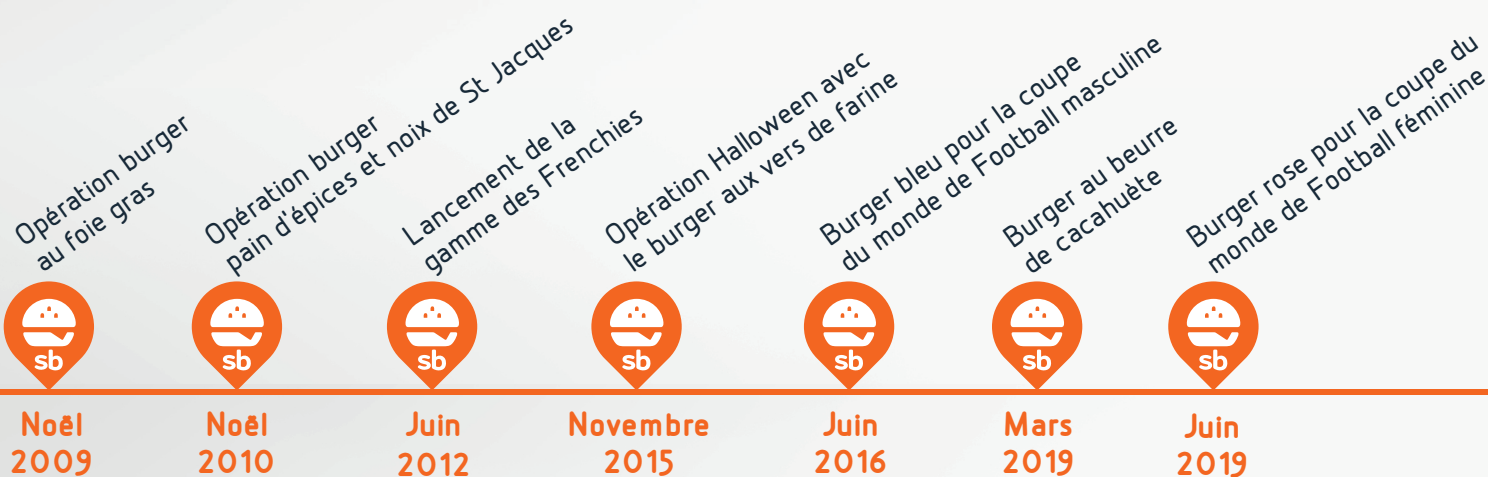 Opération burger
au foie gras
sb
Noël
2009
Opération burger
pain d'épices et noix de St Jacques
sb
Noël
2010
Lancement de la
gamme des Frenchies
sb
Juin
2012
Opération Halloween avec
le burger aux vers de farine
sb
Novembre
2015
Burger bleu pour la coupe
du monde de Football masculine
sb
Juin
2016
Burger au beurre
de cacahuète
sb
Mars
2019
Burger rose pour la coupe du
monde de Football féminine
sb
Juin
2019